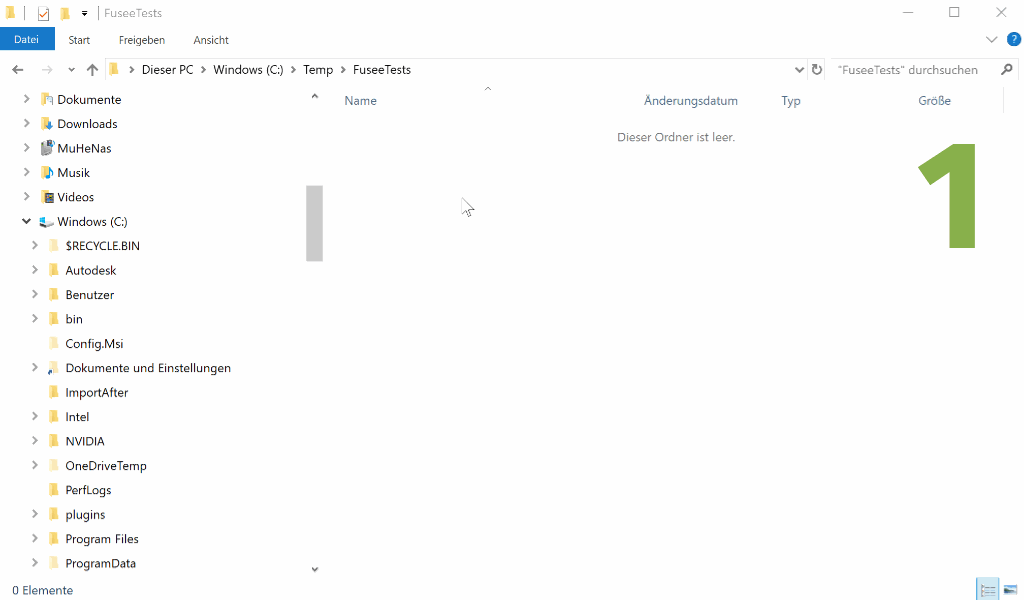 FuseeTests
Datei Start Freigeben Ansicht
Dieser PC Windows (C:) Temp FuseeTests "FuseeTests" durchsuchen
Dokumente
Downloads
MuHeNas
Musik
Videos
Windows (C:)
$RECYCLE.BIN
Autodesk
Benutzer
bin
Config.Msi
Dokumente und Einstellungen
ImportAfter
Intel
NVIDIA
OneDriveTemp
PerfLogs
plugins
Program Files
ProgramData
Name Änderungsdatum Typ Größe
Dieser Ordner ist leer.
1
0 Elemente